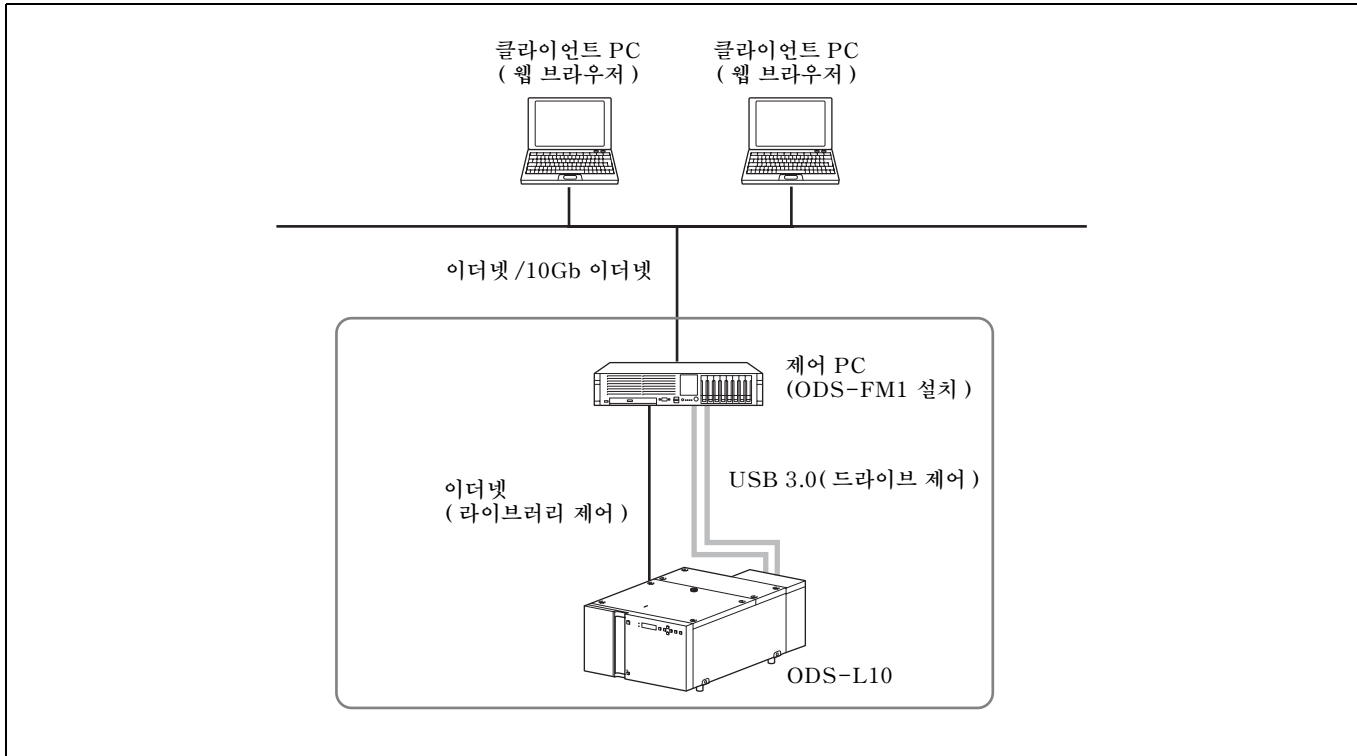 클라이언트 PC
( 웹 브라우저 )
클라이언트 PC
( 웹 브라우저 )
이더넷 /10Gb 이더넷
제어 PC
(ODS-FM1 설치 )
USB 3.0( 드라이브 제어 )
이더넷
( 라이브러리 제어 )
ODS-L10